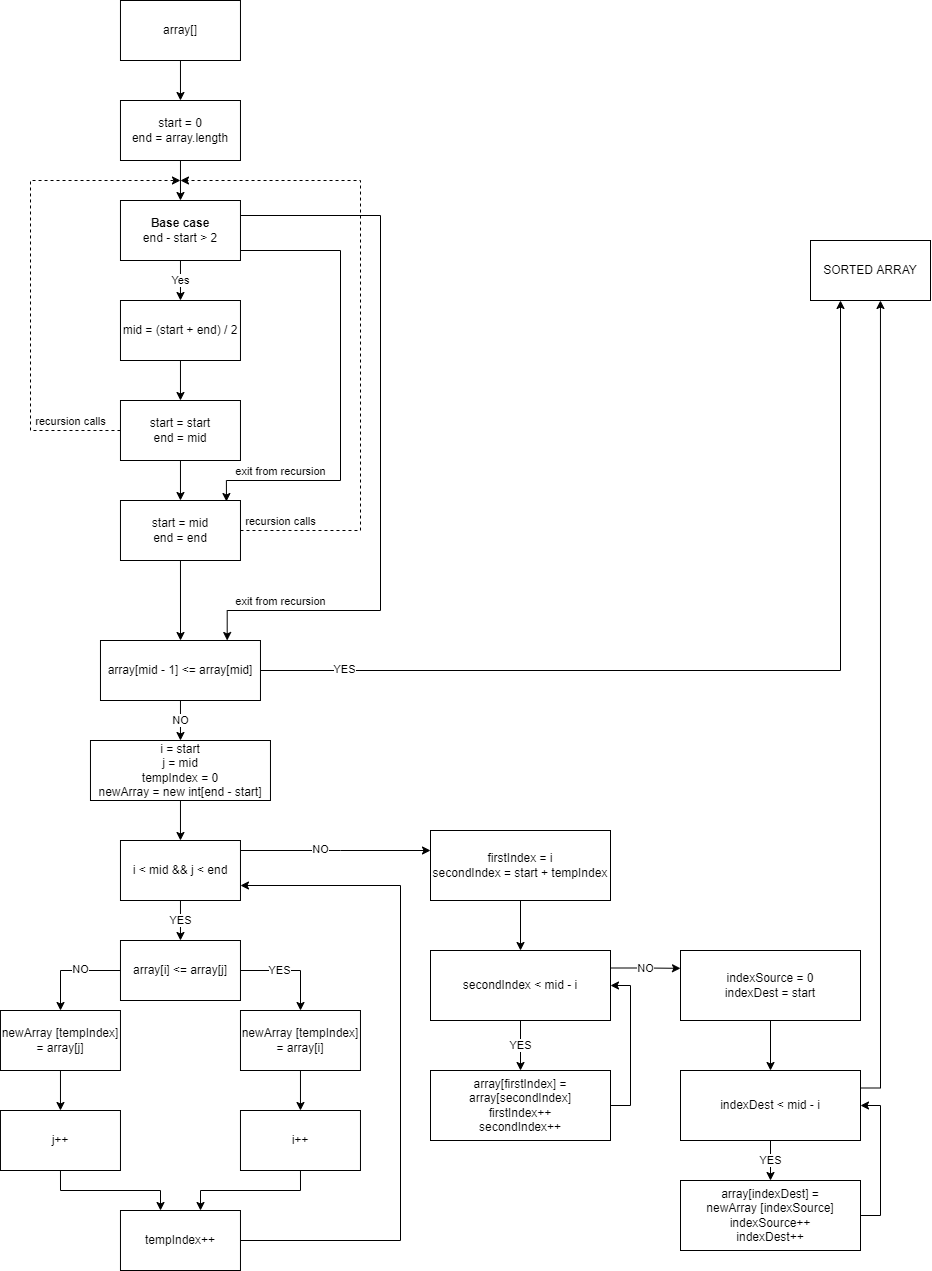 array[]
start = 0
end = array.length
Base case
end - start > 2
Yes
mid = (start + end) / 2
recursion calls
start = start
end = mid
exit from recursion
start = mid
end = end
recursion calls
exit from recursion
array[mid - 1] <= array[mid]
YES
SORTED ARRAY
NO
i = start
j = mid
tempIndex = 0
newArray = new int[end - start]
i < mid && j < end
NO
YES
array[i] <= array[j]
NO
YES
newArray [tempIndex]
= array[j]
newArray [tempIndex]
= array[i]
j++
i++
tempIndex++
firstIndex = i
secondIndex = start + tempIndex
secondIndex < mid - i
NO
YES
array[firstIndex] =
array[secondIndex]
firstIndex++
secondIndex++
indexSource = 0
indexDest = start
indexDest < mid - i
YES
array[indexDest] =
newArray [indexSource]
indexSource++
indexDest++